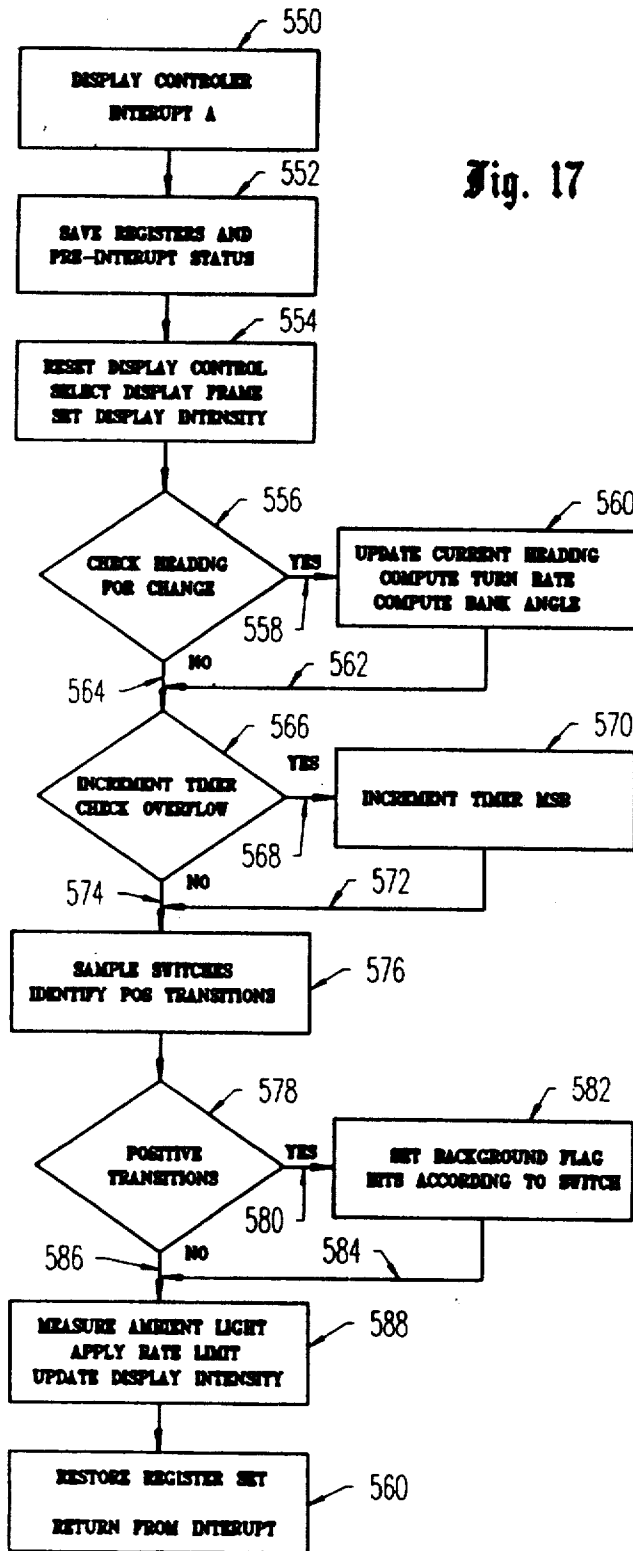 550
DISPLAY CONTROLER
INTERUPT A
Fig. 17
552
SAVE REGISTERS AND
PRE-INTERUPT STATUS
554
RESET DISPLAY CONTROL
SELECT DISPLAY FRAME
SET DISPLAY INTENSITY
556
CHECK HEADING
FOR CHANGE
YES
558
560
UPDATE CURRENT HEADING
COMPUTE TURN RATE
COMPUTE BANK ANGLE
NO
562
564
566
INCREMENT TIMER
CHECK OVERFLOW
YES
568
570
INCREMENT TIMER MSB
NO
572
574
SAMPLE SWITCHES
IDENTIFY POS TRANSITIONS
576
578
POSITIVE
TRANSITIONS
YES
580
582
SET BACKGROUND FLAG
BITS ACCORDING TO SWITCH
NO
584
586
MEASURE AMBIENT LIGHT
APPLY RATE LIMIT
UPDATE DISPLAY INTENSITY
588
RESTORE REGISTER SET
RETURN FROM INTERUPT
560